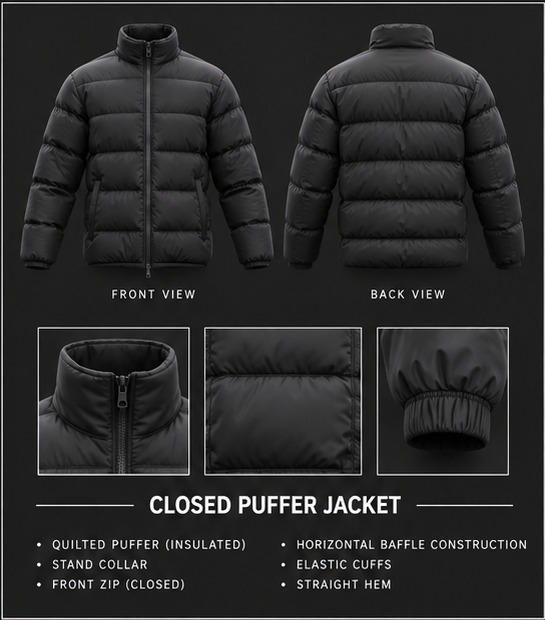 FRONT VIEW
BACK VIEW
CLOSED PUFFER JACKET
• QUILTED PUFFER (INSULATED)
• STAND COLLAR
• FRONT ZIP (CLOSED)
• HORIZONTAL BAFFLE CONSTRUCTION
• ELASTIC CUFFS
• STRAIGHT HEM